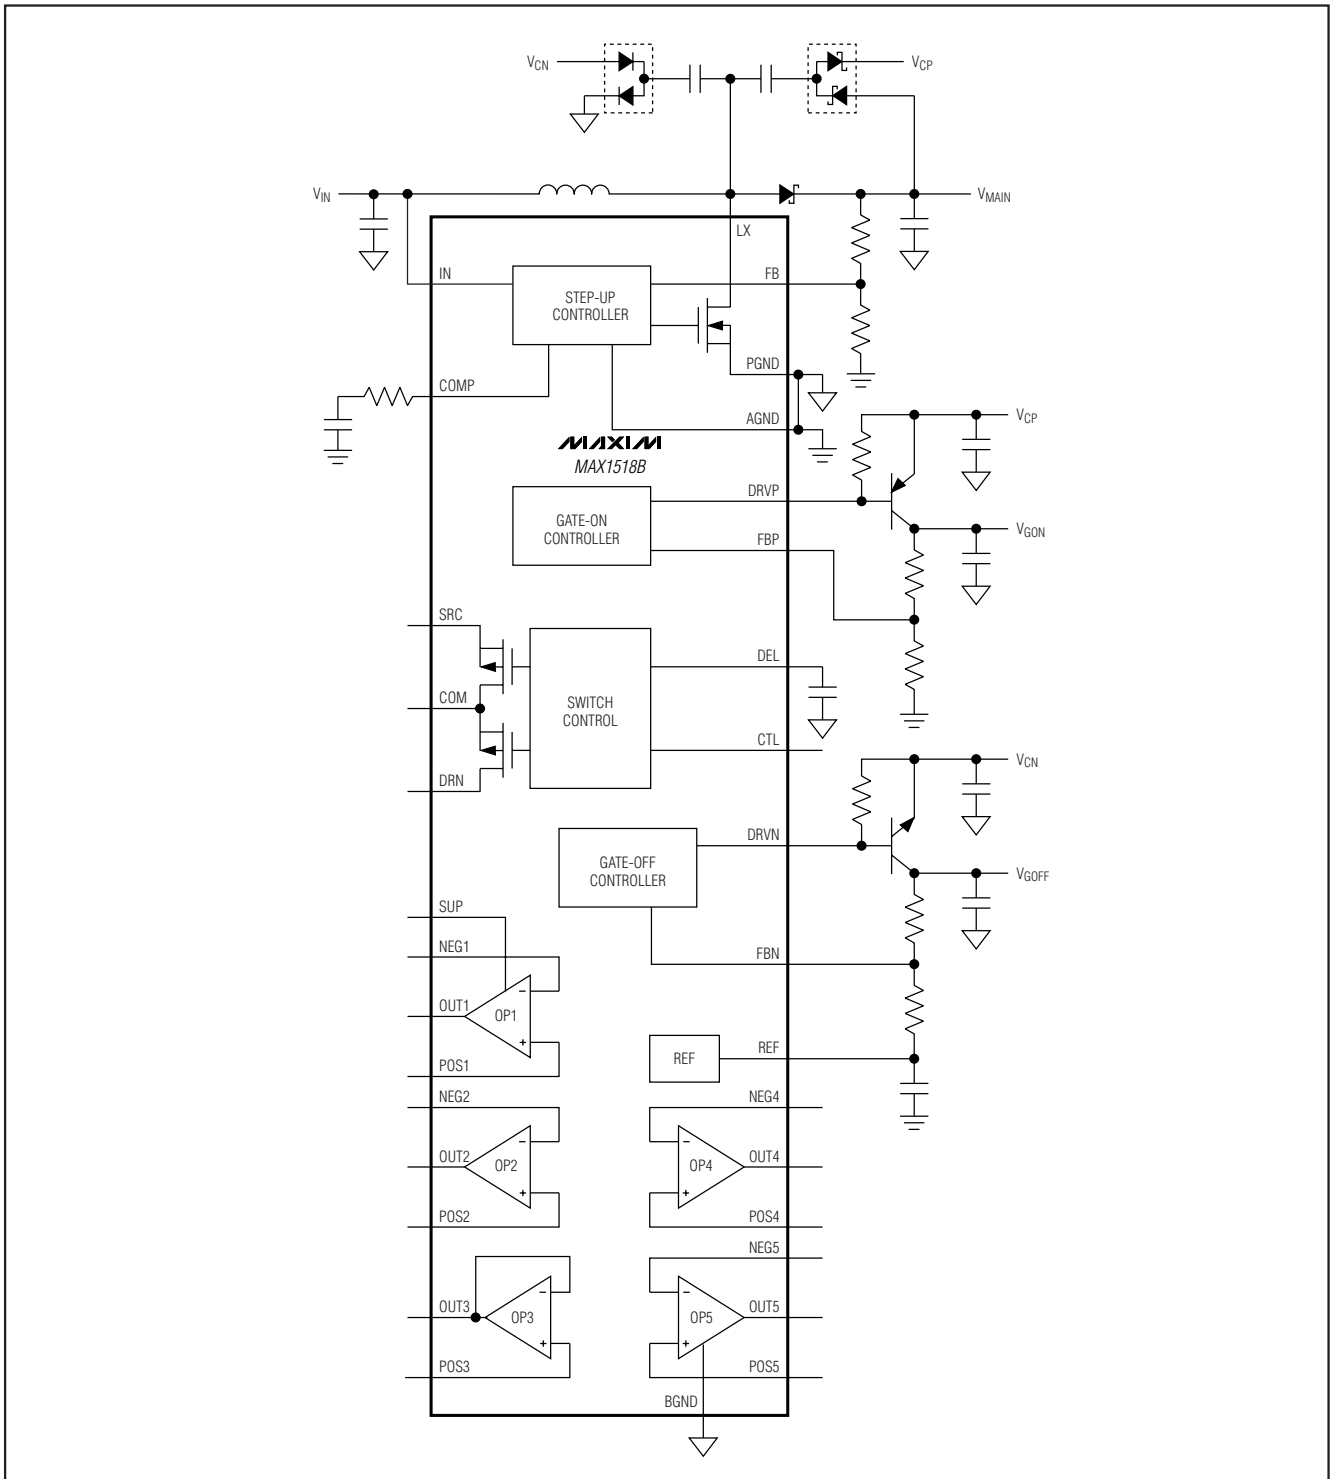 VCN
VCP
VIN
VMAIN
LX
IN
FB
STEP-UP
CONTROLLER
PGND
COMP
AGND
VCP
MAXIM
MAX1518B
DRVP
GATE-ON
CONTROLLER
FBP
VGON
SRC
DEL
COM
SWITCH
CONTROL
CTL
DRN
VCN
DRVN
GATE-OFF
CONTROLLER
VGOFF
SUP
NEG1
FBN
OUT1
−
OP1
+
REF
REF
POS1
NEG2
NEG4
−
−
OUT2
OP2
OP4
OUT4
+
+
POS2
POS4
NEG5
−
−
OUT3
OP3
OP5
OUT5
+
+
POS3
POS5
BGND